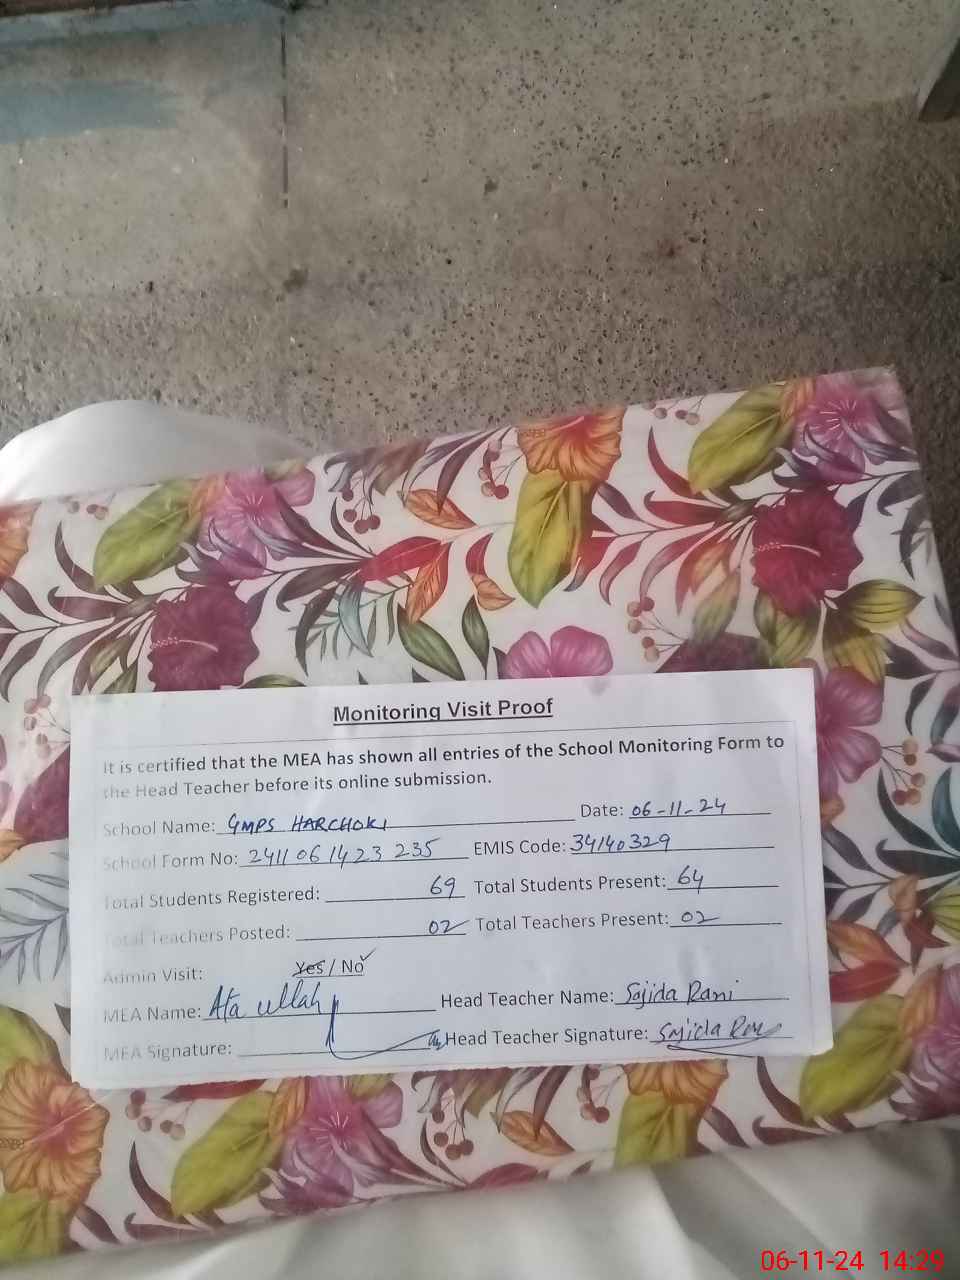 Monitoring Visit Proof
It is certified that the MEA has shown all entries of the School Monitoring Form to
the Head Teacher before its online submission.
School Name: GMPS HARCHOKI Date: 06-11-24
School Form No: 241106 1423 235 EMIS Code: 34140329
Total Students Registered: 69 Total Students Present: 64
Total Teachers Posted: 02 Total Teachers Present: 02
Admin Visit: Yes / No
MEA Name: Ata ullah Head Teacher Name: Sajida Rani
MEA Signature: Head Teacher Signature: Sajida Rani
06-11-24 14:29